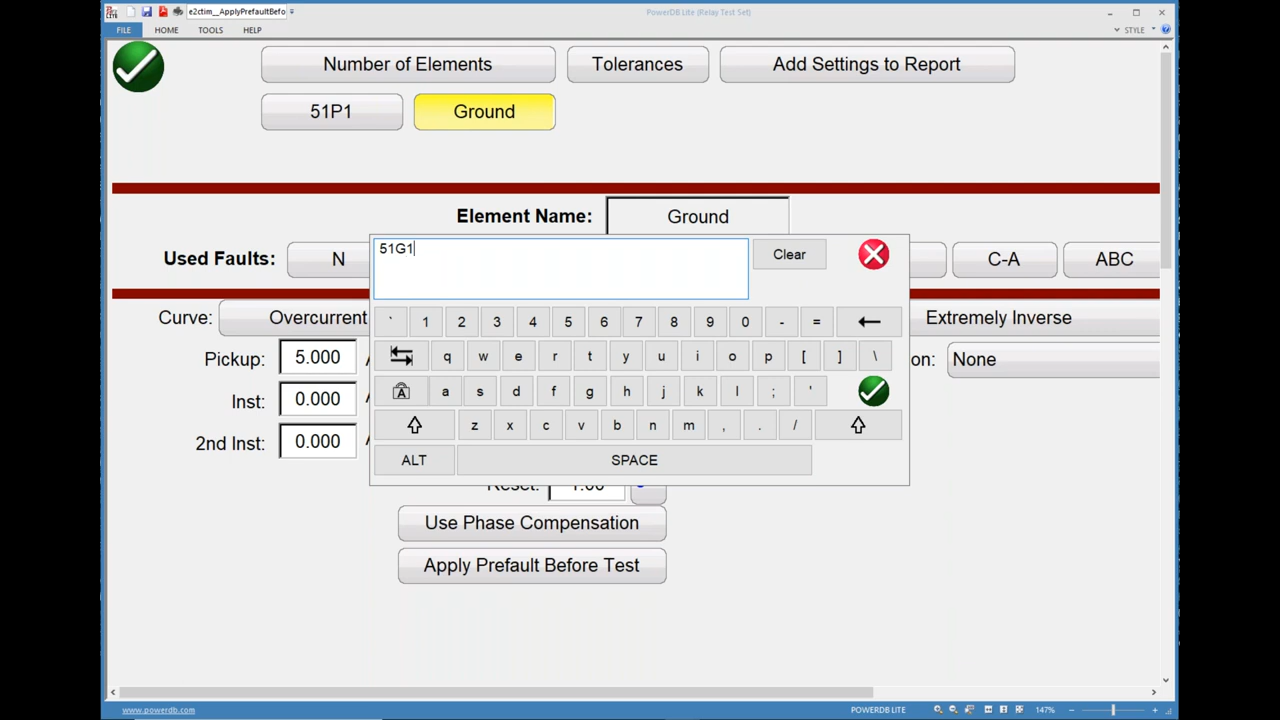 e2ctim__ApplyPrefaultBefo
PowerDB Lite (Relay Test Set)
FILE HOME TOOLS HELP
STYLE
Number of Elements Tolerances Add Settings to Report
51P1 Ground
Element Name: Ground
Used Faults: N C-A ABC
51G1 Clear
Curve: Overcurrent Extremely Inverse
` 1 2 3 4 5 6 7 8 9 0 - =
Pickup: 5.000
q w e r t y u i o p [ ] \
on: None
Inst: 0.000
A a s d f g h j k l ; '
2nd Inst: 0.000
z x c v b n m , . /
ALT SPACE
Reset: 1.00
Use Phase Compensation
Apply Prefault Before Test
www.powerdb.com
POWERDB LITE 147%